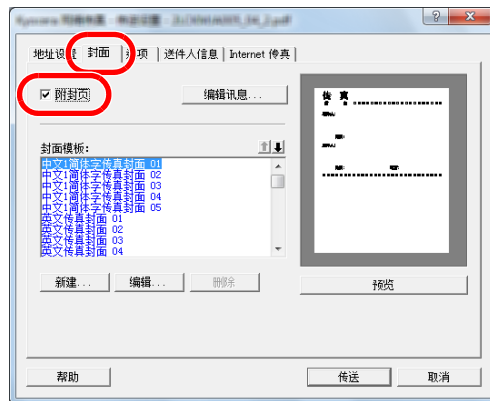 地址设置 封面 选项 送件人信息 Internet 传真
附封页 编辑讯息...
传 真
封面模板:
中文1简体字传真封面 01
中文1简体字传真封面 02
中文1简体字传真封面 03
中文1简体字传真封面 04
中文1简体字传真封面 05
英文传真封面 01
英文传真封面 02
英文传真封面 03
英文传真封面 04
新建... 编辑... 删除 预览
帮助 传送 取消